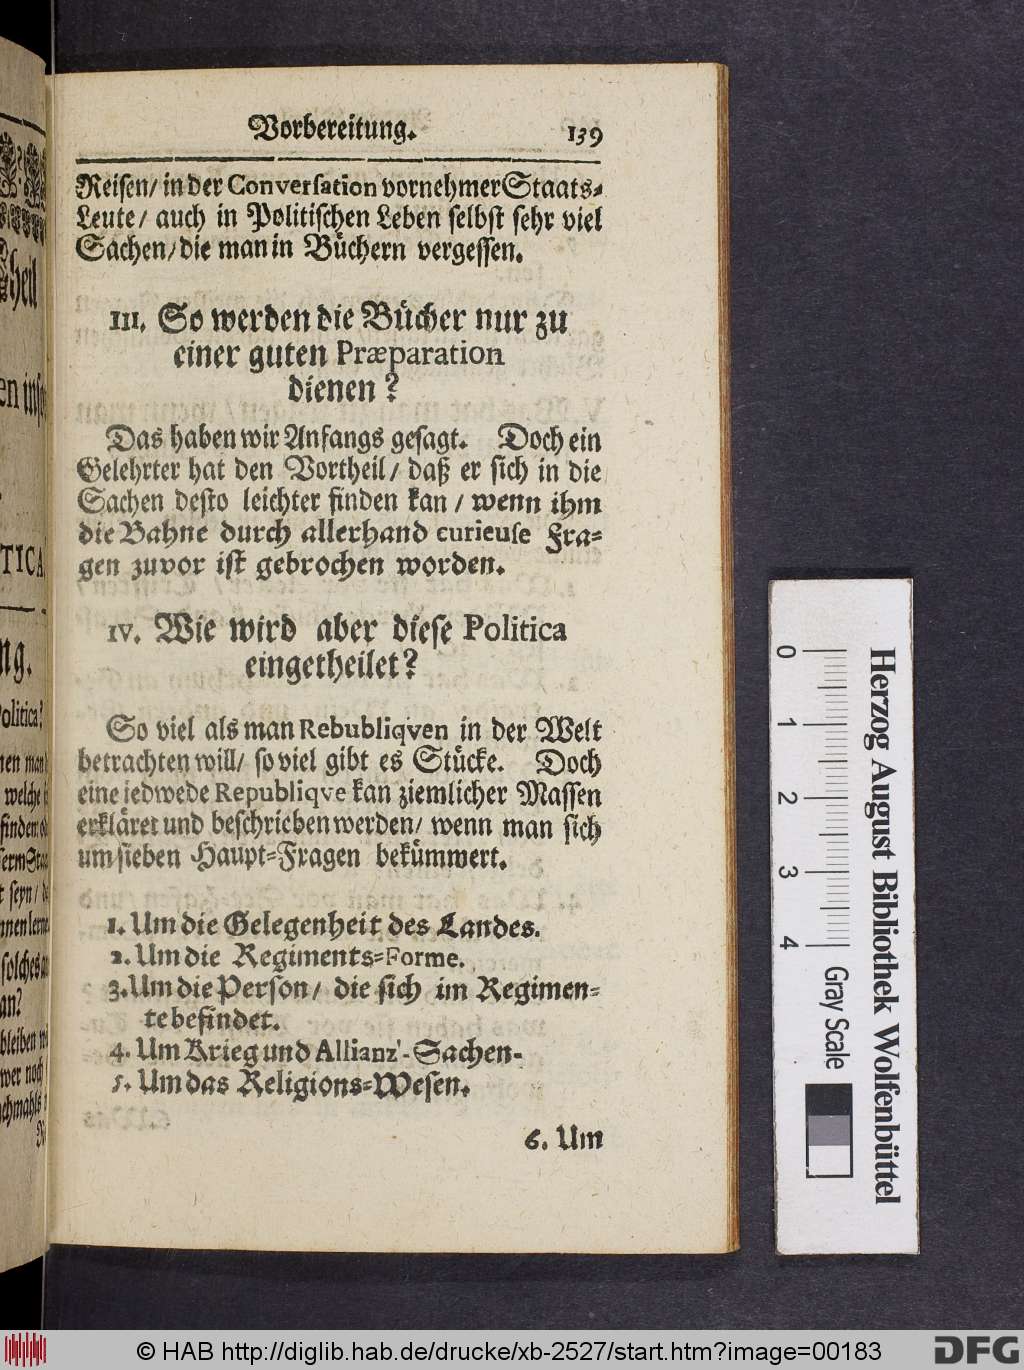 Vorbereitung. 139
Reisen/ in der Conversation vornehmer Staats-
Leute/ auch in Politischen Leben selbst sehr viel
Sachen/ die man in Büchern vergessen.
III. So werden die Bücher nur zu
einer guten Præparation
dienen?
Das haben wir Anfangs gesagt. Doch ein
Gelehrter hat den Vortheil/ daß er sich in die
Sachen desto leichter finden kan/ wenn ihm
die Bahne durch allerhand curieuse Fra-
gen zuvor ist gebrochen worden.
IV. Wie wird aber diese Politica
eingetheilet?
So viel als man Rebubliqven in der Welt
betrachten will/ so viel gibt es Stücke. Doch
eine iedwede Republiqve kan ziemlicher Massen
erkläret und beschrieben werden/ wenn man sich
um sieben Haupt-Fragen bekümmert.
1. Um die Gelegenheit des Landes.
2. Um die Regiments-Forme.
3. Um die Person/ die sich im Regimen-
te befindet.
4. Um Krieg und Allianz'-Sachen-
5. Um das Religions-Wesen.
6. Um
0 1 2 3 4
Herzog August Bibliothek Wolfenbüttel
Gray Scale
© HAB http://diglib.hab.de/drucke/xb-2527/start.htm?image=00183
DFG